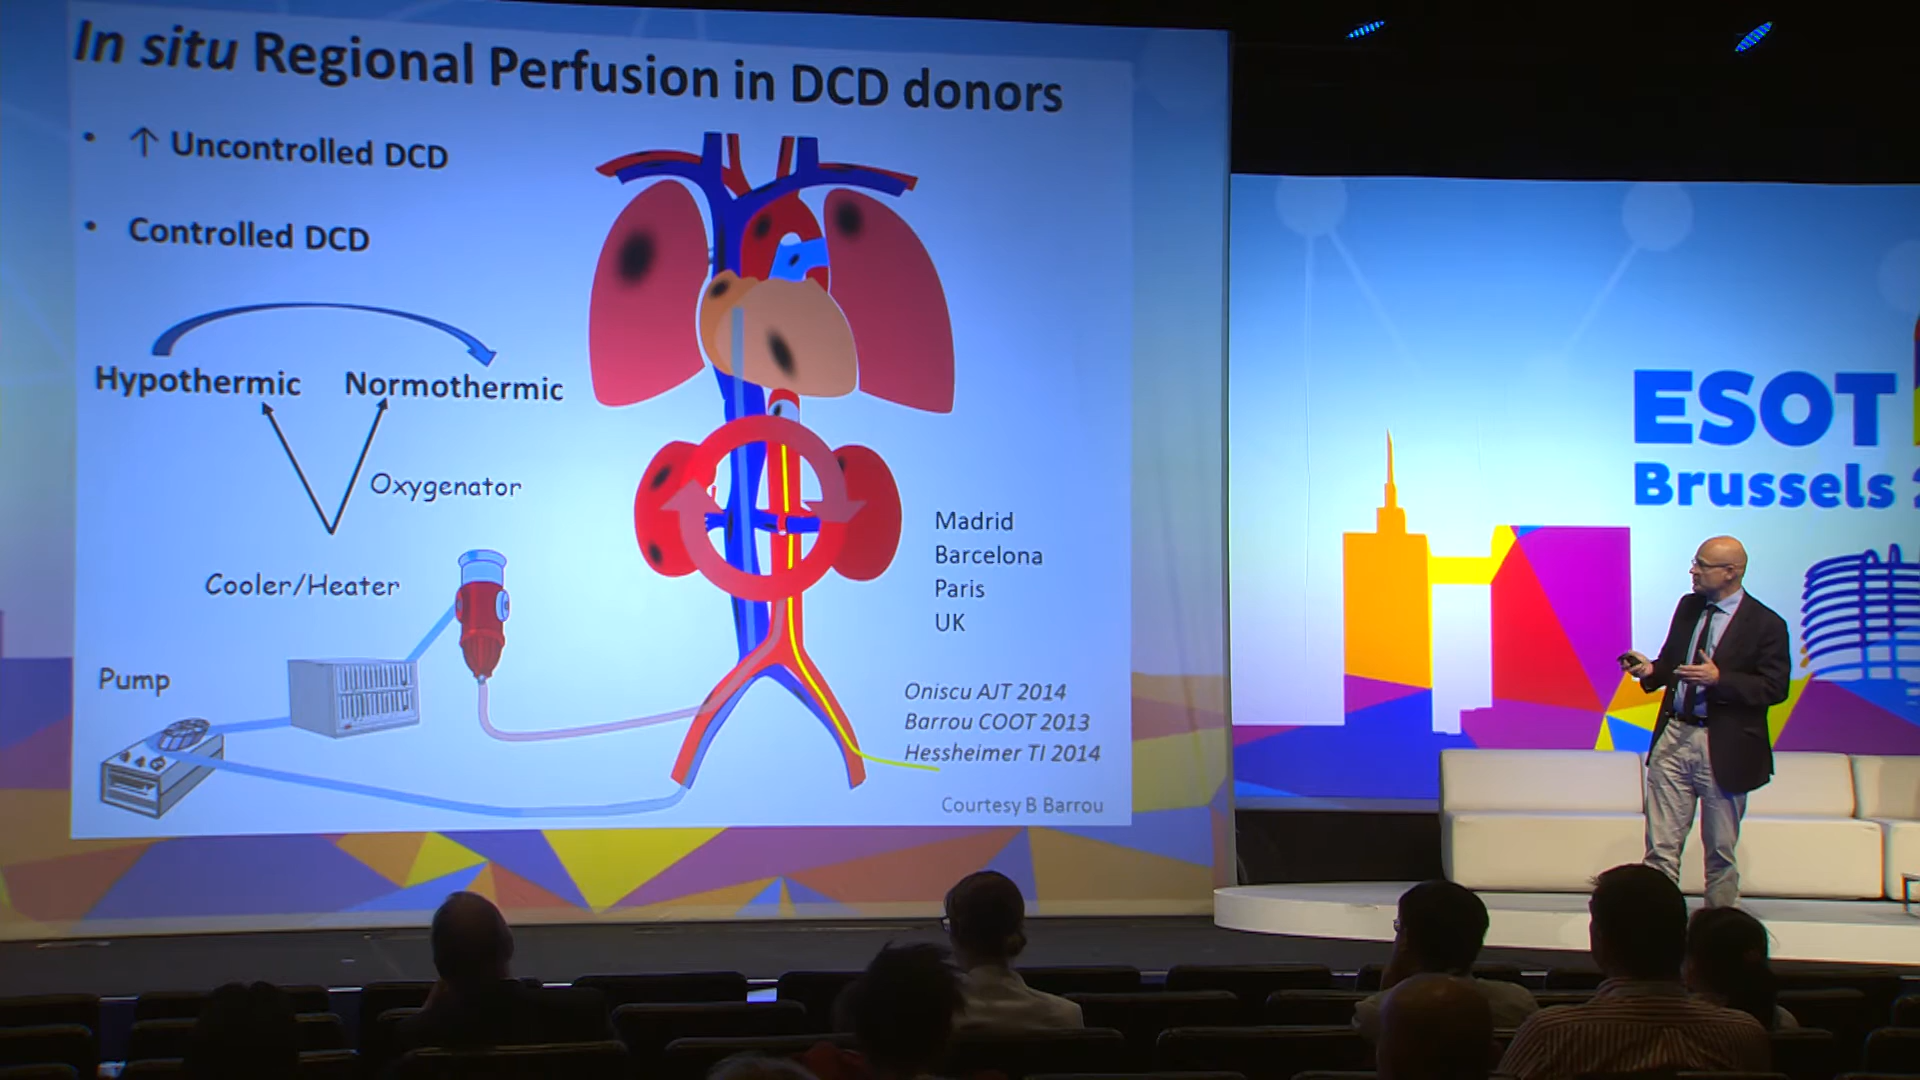 In situ Regional Perfusion in DCD donors
• ↑ Uncontrolled DCD
• Controlled DCD
Hypothermic Normothermic
Oxygenator
Cooler/Heater
Pump
Madrid
Barcelona
Paris
UK
Oniscu AJT 2014
Barrou COOT 2013
Hessheimer TI 2014
Courtesy B Barrou
ESOT
Brussels